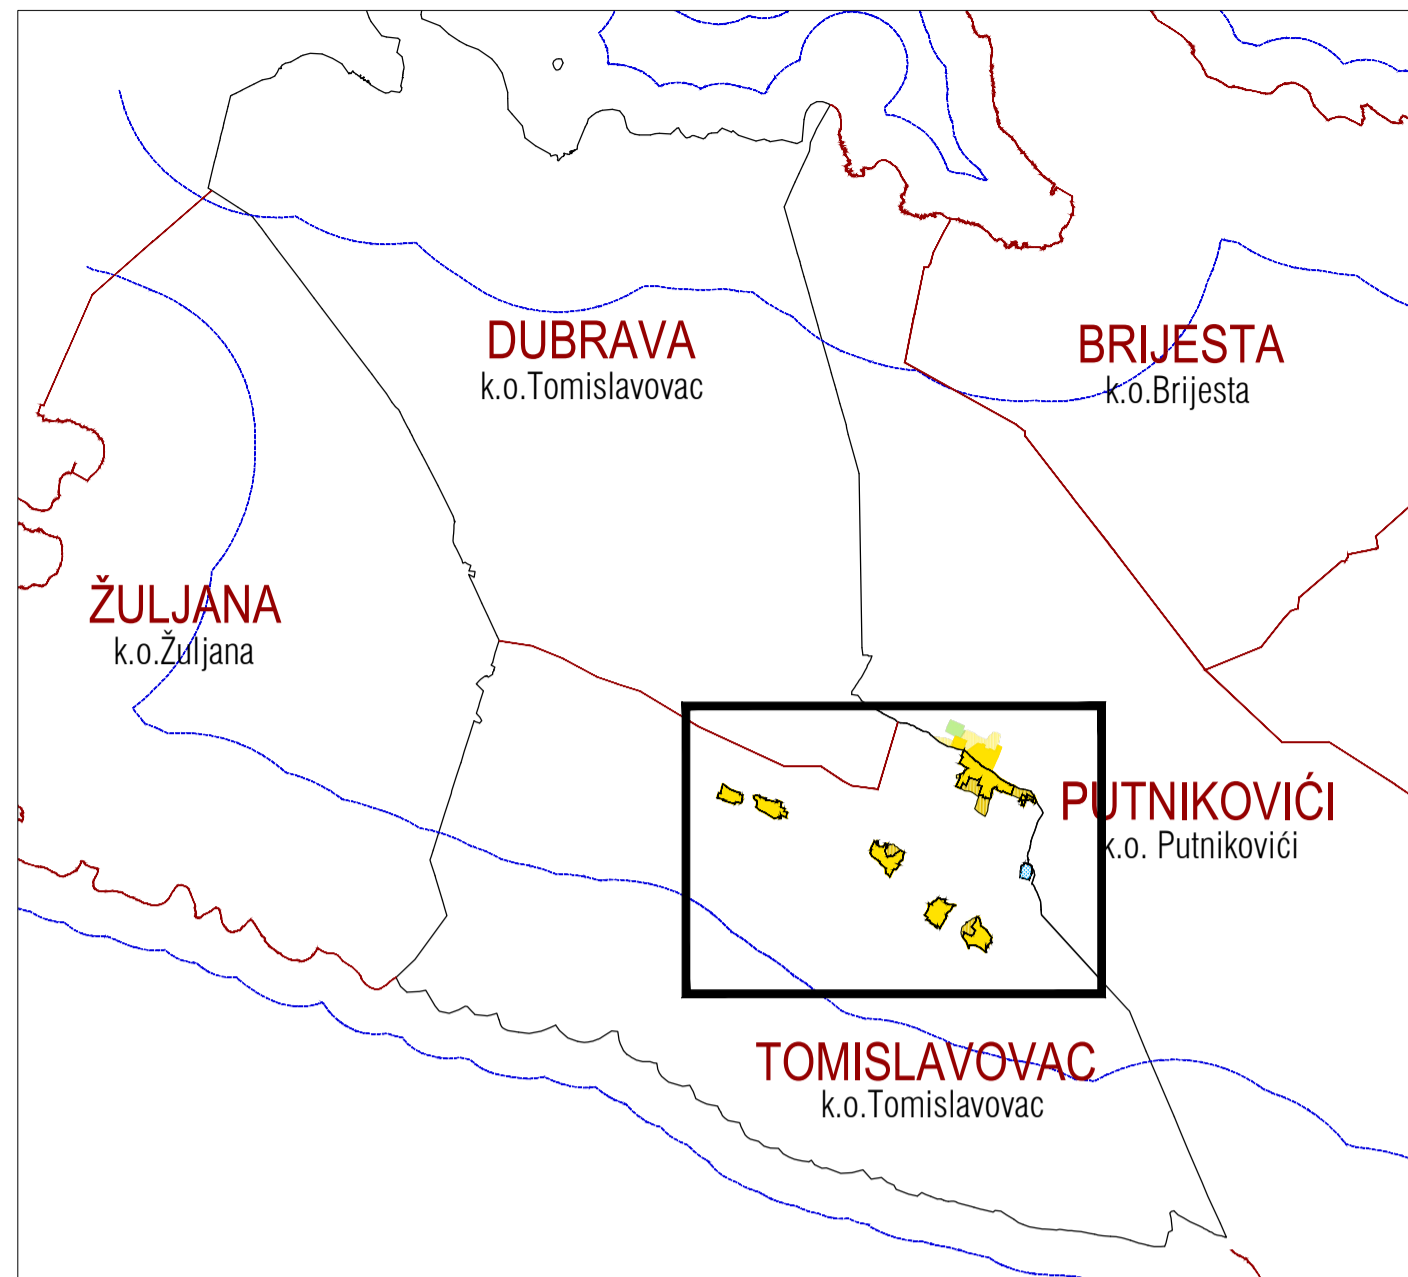 DUBRAVA
k.o.Tomislavovac
BRIJESTA
k.o.Brijesta
ŽULJANA
k.o.Žuljana
PUTNIKOVIĆI
k.o. Putnikovići
TOMISLAVOVAC
k.o.Tomislavovac